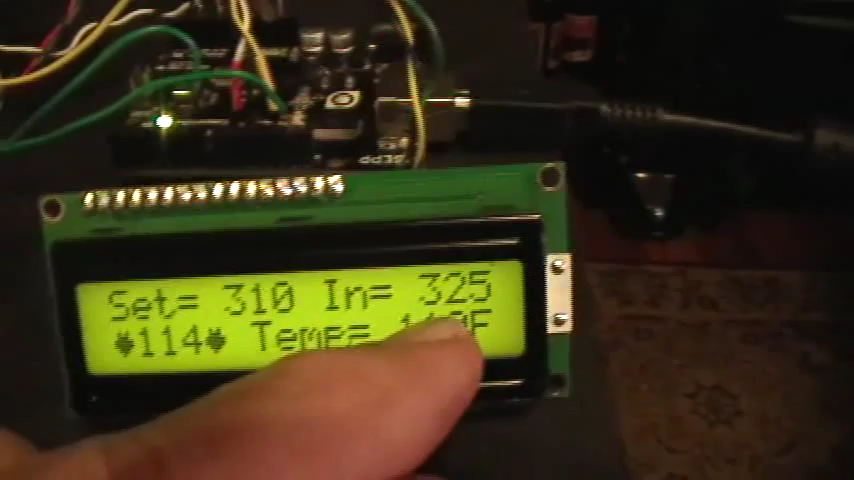 Set= 310 In= 325
114 Temp=